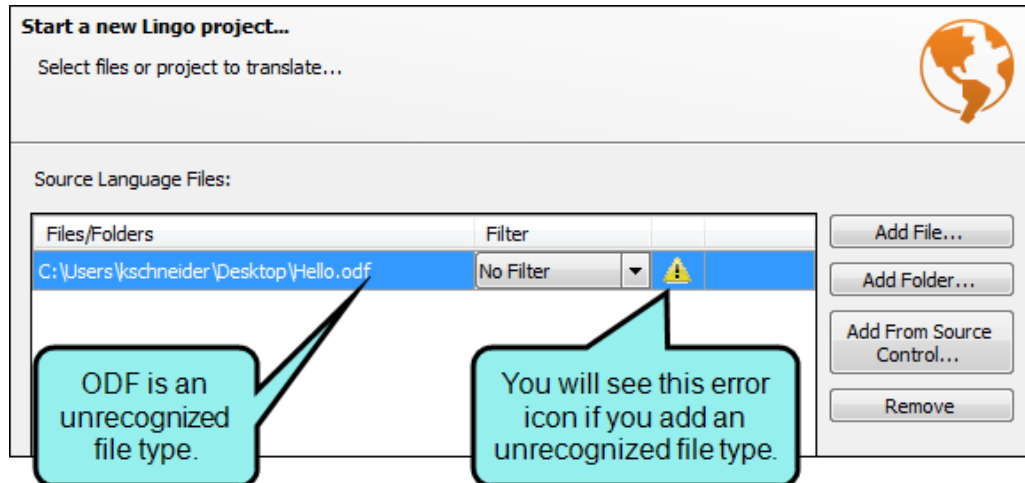 Start a new Lingo project...
Select files or project to translate...
Source Language Files:
Files/Folders Filter
C:\Users\kschneider\Desktop\Hello.odf No Filter
Add File...
Add Folder...
Add From Source
Control...
Remove
ODF is an
unrecognized
file type.
You will see this error
icon if you add an
unrecognized file type.